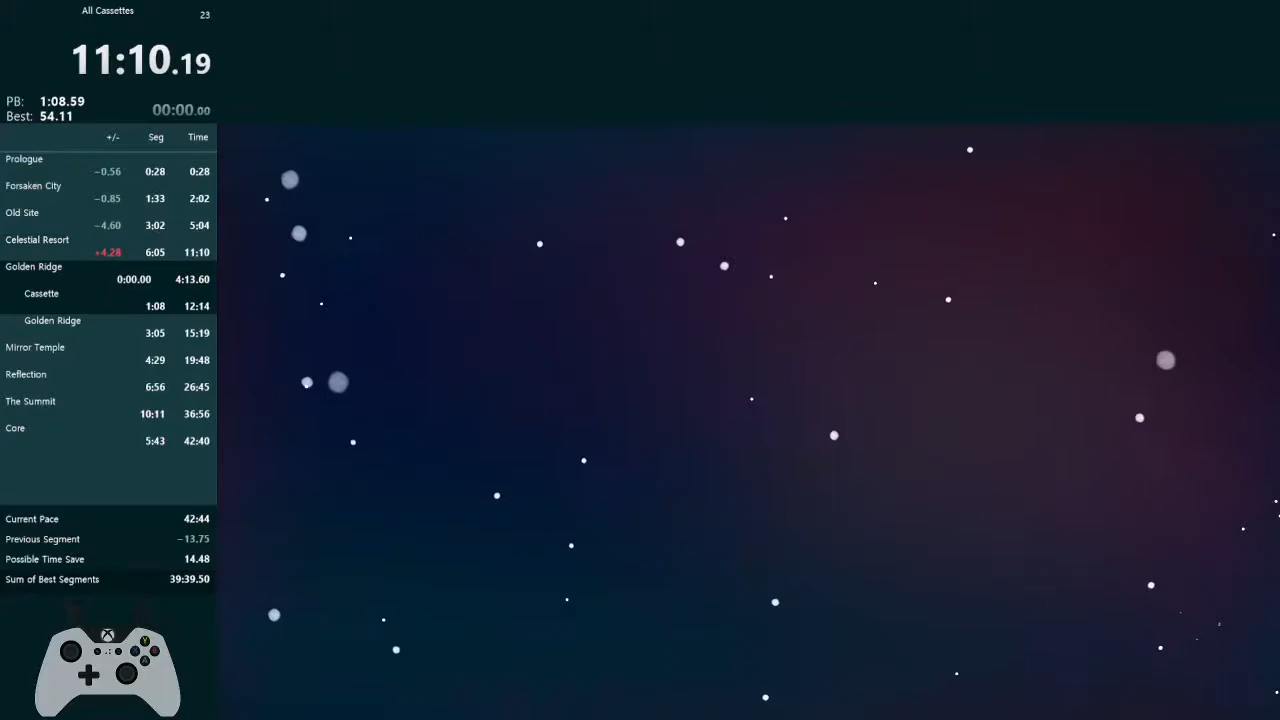 All Cassettes
23
11:10.19
PB: 1:08.59
Best: 54.11
00:00.00
+/- Seg Time
Prologue
−0.56 0:28 0:28
Forsaken City
−0.85 1:33 2:02
Old Site
−4.60 3:02 5:04
Celestial Resort
+4.28 6:05 11:10
Golden Ridge
0:00.00 4:13.60
Cassette
1:08 12:14
Golden Ridge
3:05 15:19
Mirror Temple
4:29 19:48
Reflection
6:56 26:45
The Summit
10:11 36:56
Core
5:43 42:40
Current Pace 42:44
Previous Segment −13.75
Possible Time Save 14.48
Sum of Best Segments 39:39.50
Y
X B
A